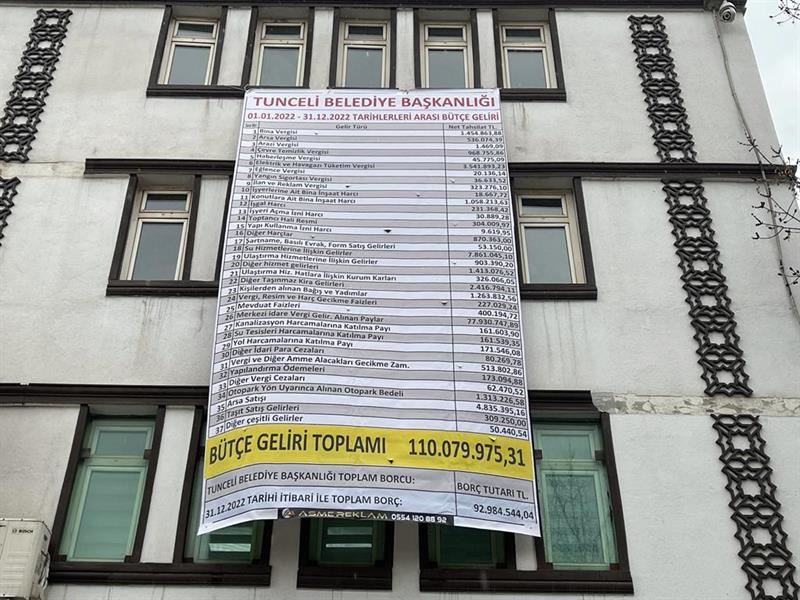 TUNCELİ BELEDİYE BAŞKANLIĞI
01.01.2022 - 31.12.2022 TARİHLERLERİ ARASI BÜTÇE GELİRİ
Gelir Türü Net Tahsilat TL.
1 Bina Vergisi 1.454.863,88
2 Arsa Vergisi 536.074,39
3 Arazi Vergisi 1.469,09
4 Çevre Temizlik Vergisi 968.755,86
5 Haberleşme Vergisi 45.775,09
6 Elektrik ve Havagazı Tüketim Vergisi 3.541.893,23
7 Eğlence Vergisi 20.136,14
8 Yangın Sigortası Vergisi 36.633,52
9 İlan ve Reklam Vergisi 323.276,10
10 İşyerlerine Ait Bina İnşaat Harcı 18.667,72
11 Konutlara Ait Bina İnşaat Harcı 1.058.213,63
12 İşgal Harcı 231.368,42
13 İşyeri Açma İzni Harcı 30.889,28
14 Toptancı Hali Resmi 304.009,97
15 Yapı Kullanma İzni Harcı 9.619,95
16 Diğer Harçlar 870.363,00
17 Şartname, Basılı Evrak, Form Satış Gelirleri 53.150,00
18 Su Hizmetlerine İlişkin Gelirler 7.861.045,10
19 Ulaştırma Hizmetlerine İlişkin Gelirler 903.390,20
20 Diğer hizmet gelirleri 1.413.076,52
21 Ulaştırma Hiz. Hatlara İlişkin Kurum Karları 326.066,05
22 Diğer Taşınmaz Kira Gelirleri 2.416.794,31
23 Kişilerden alınan Bağış ve Yadımlar 1.263.832,56
24 Vergi, Resim ve Harç Gecikme Faizleri 227.029,24
25 Mevduat Faizleri 400.194,72
26 Merkezi idare Vergi Gelir. Alınan Paylar 77.930.747,89
27 Kanalizasyon Harcamalarına Katılma Payı 161.603,90
28 Su Tesisleri Harcamalarına Katılma Payı 161.539,35
29 Yol Harcamalarına Katılma Payı 171.546,08
30 Diğer İdari Para Cezaları 80.269,78
31 Vergi ve Diğer Amme Alacakları Gecikme Zam. 513.802,86
32 Yapılandırma Ödemeleri 173.094,88
33 Diğer Vergi Cezaları 62.470,52
34 Otopark Yön Uyarınca Alınan Otopark Bedeli 1.313.226,58
35 Arsa Satışı 4.835.395,16
36 Taşıt Satış Gelirleri 309.250,00
37 Diğer çeşitli Gelirler 50.440,54
BÜTÇE GELİRİ TOPLAMI 110.079.975,31
TUNCELİ BELEDİYE BAŞKANLIĞI TOPLAM BORCU: BORÇ TUTARI TL.
31.12.2022 TARİHİ İTİBARİ İLE TOPLAM BORÇ: 92.984.544,04
ASMEREKLAM 0554 120 88 92
BOSCH